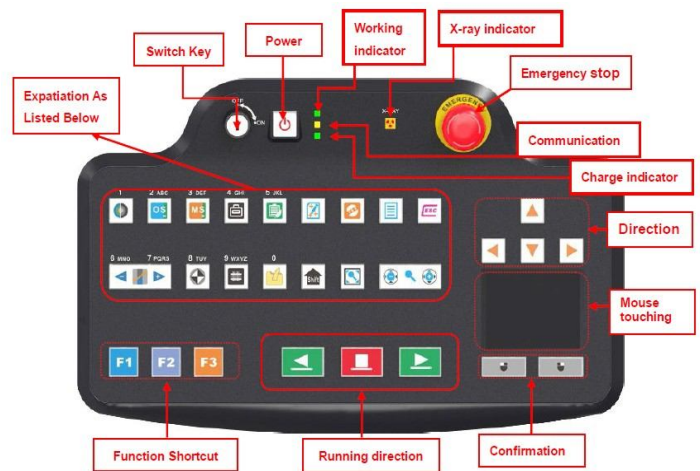 Switch Key
Power
Working
indicator
X-ray indicator
Emergency stop
Expatiation As
Listed Below
OFF
ON
X-RAY
EMERGENCY
Communication
Charge indicator
1
2 ABC
3 DEF
4 GHI
5 JKL
OS
MS
ESC
Direction
6 MNO
7 PQRS
8 TUV
9 WXYZ
0
Shift
Mouse
touching
F1
F2
F3
Function Shortcut
Running direction
Confirmation